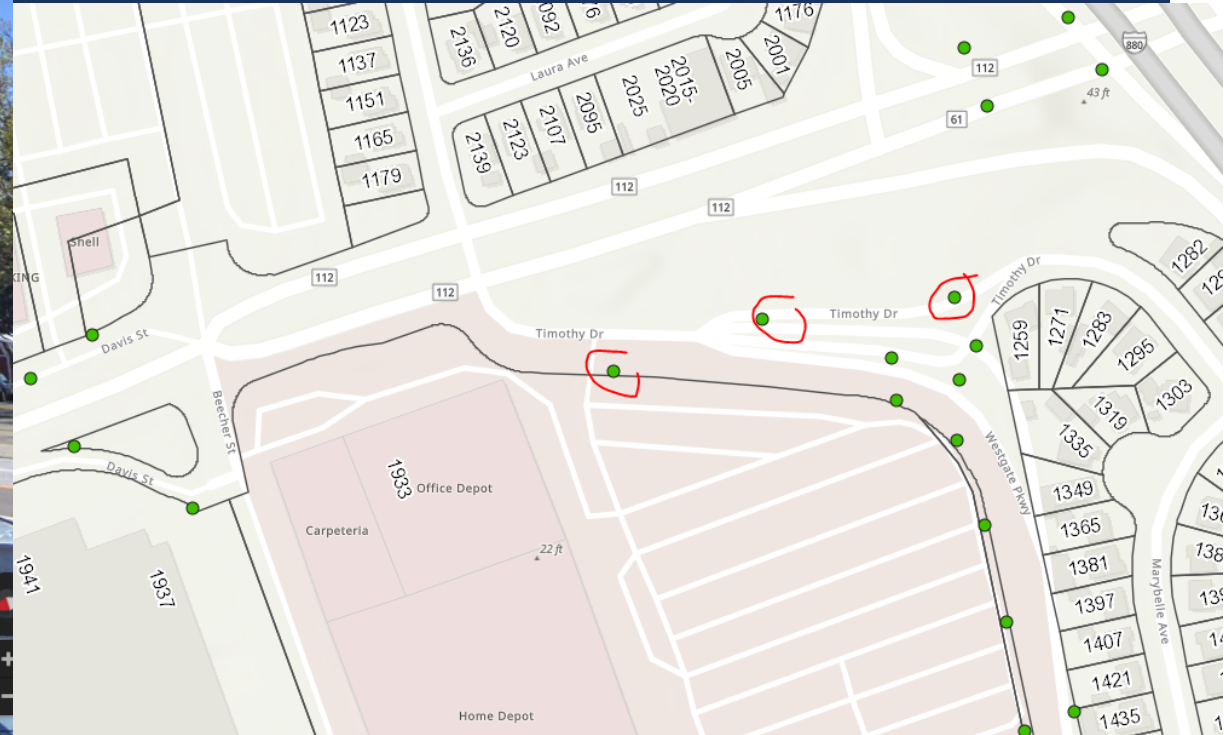 1123
1137
1151
1165
1179
2136
2120
2092
Laura Ave
2139
2123
2107
2095
2025
2015-
2020
2005
2001
1176
880
112
61
43 ft
112
112
112
112
Shell
KING
Davis St
Timothy Dr
Timothy Dr
Timothy Dr
1282
1259
1271
1283
1295
1303
1319
1335
1349
1365
1381
1397
1407
1421
1435
Beecher St
Davis St
Westgate Pkwy
Marybelle Ave
1933
Office Depot
Carpeteria
22 ft
Home Depot
1941
1937